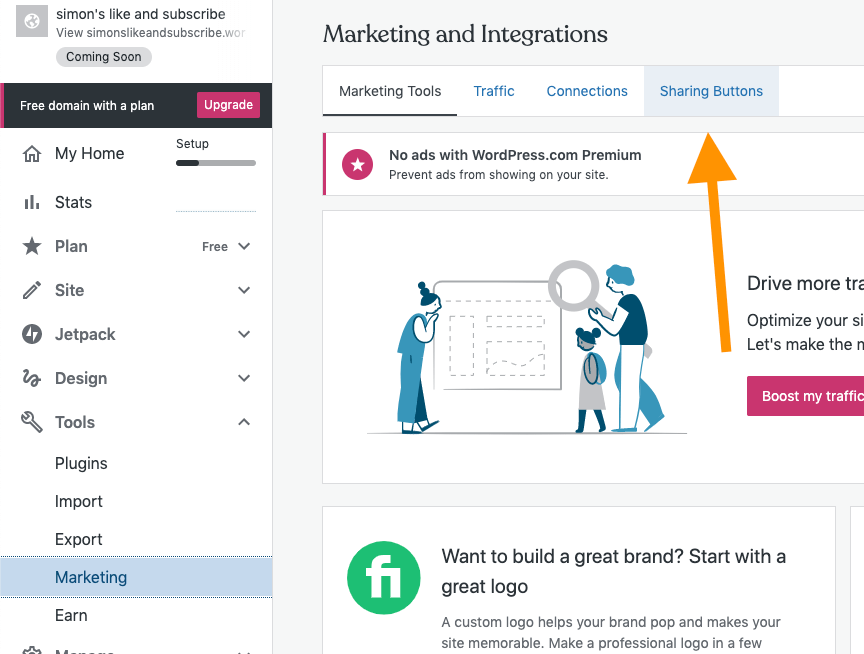 simon's like and subscribe
View simonslikeandsubscribe.wor
Coming Soon
Free domain with a plan
Upgrade
My Home
Setup
Stats
Plan
Free
Site
Jetpack
Design
Tools
Plugins
Import
Export
Marketing
Earn
Manage
Marketing and Integrations
Marketing Tools
Traffic
Connections
Sharing Buttons
No ads with WordPress.com Premium
Prevent ads from showing on your site.
Drive more tra
Optimize your si
Let's make the m
Boost my traffic
fi
Want to build a great brand? Start with a
great logo
A custom logo helps your brand pop and makes your
site memorable. Make a professional logo in a few